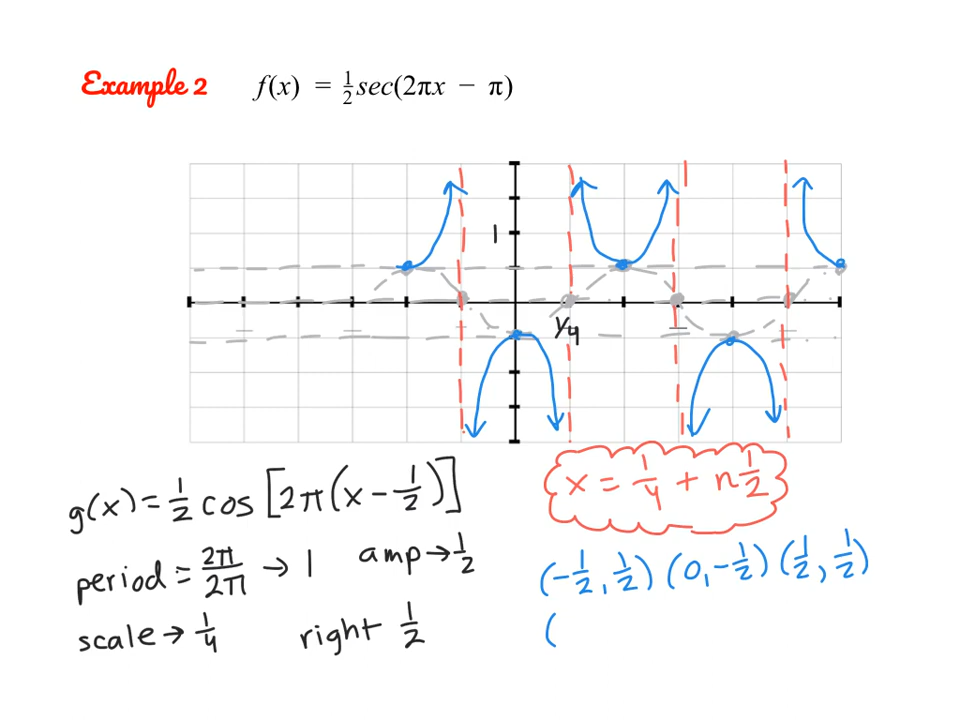 Example 2 f(x) = ½sec(2πx − π)
1
1/4
g(x) = ½ cos [2π(x − ½)]
x = ¼ + n½
period = 2π/2π → 1 amp → ½
(-½, ½) (0, -½) (½, ½)
scale → ¼ right ½
(